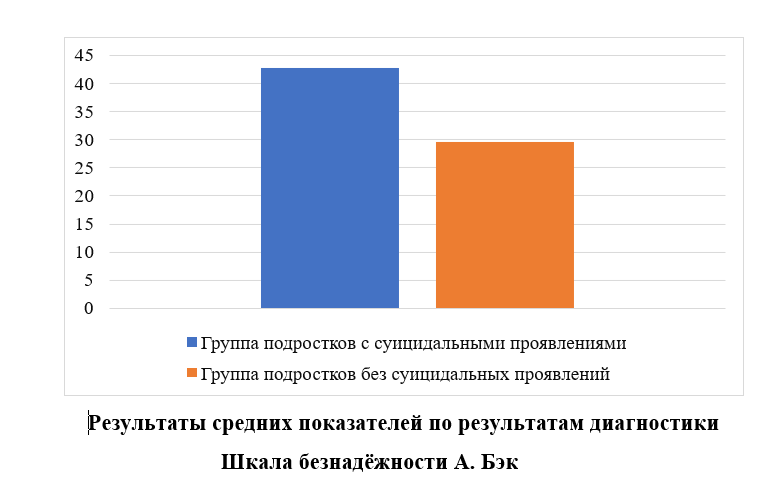 45
40
35
30
25
20
15
10
5
0
Группа подростков с суицидальными проявлениями
Группа подростков без суицидальных проявлений
Результаты средних показателей по результатам диагностики
Шкала безнадёжности А. Бэк